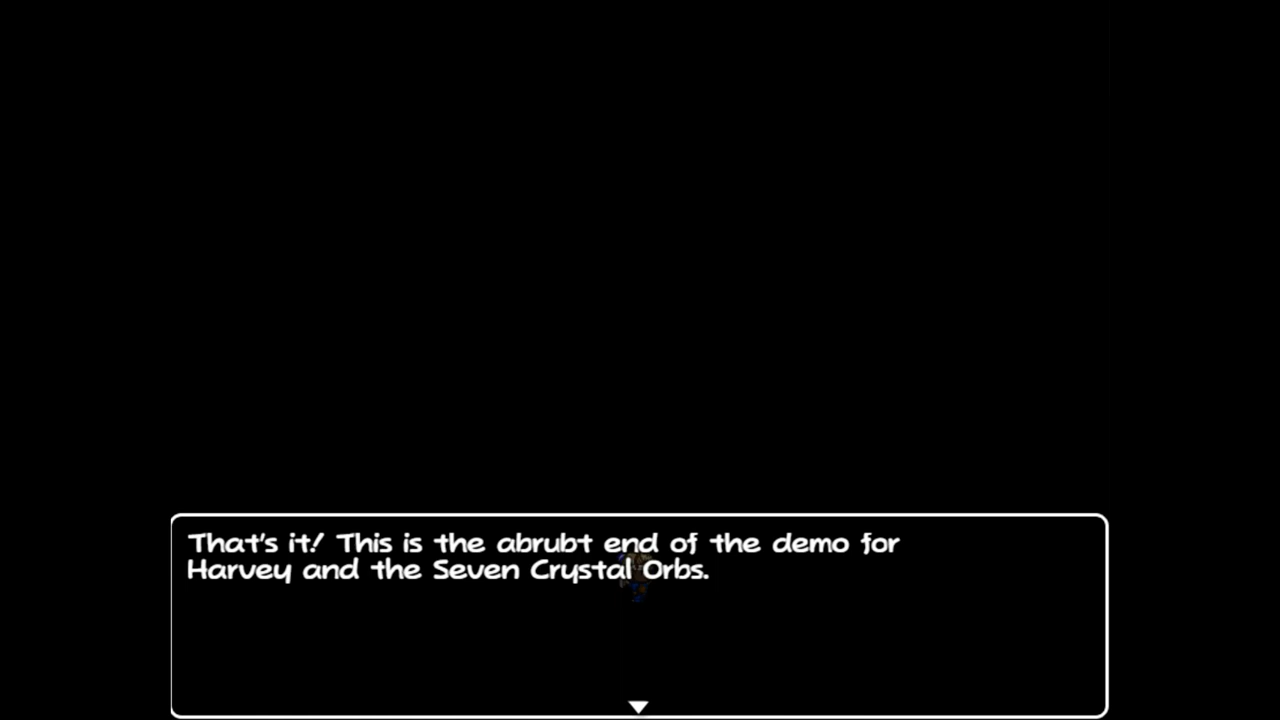 That's it! This is the abrubt end of the demo for
Harvey and the Seven Crystal Orbs.